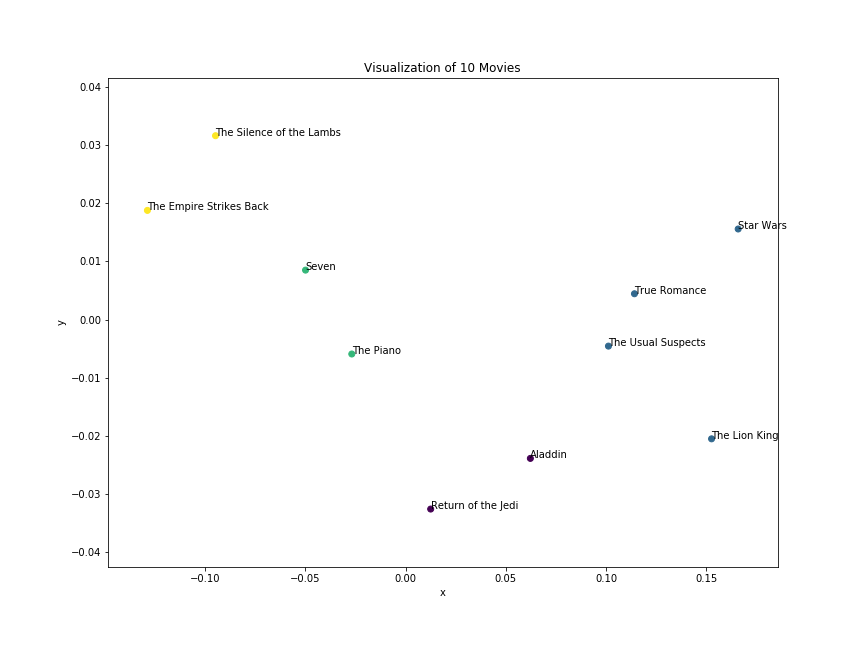 Visualization of 10 Movies
0.04
0.03
0.02
0.01
0.00
−0.01
−0.02
−0.03
−0.04
y
The Silence of the Lambs
The Empire Strikes Back
Star Wars
Seven
True Romance
The Usual Suspects
The Piano
The Lion King
Aladdin
Return of the Jedi
−0.10
−0.05
0.00
0.05
0.10
0.15
x